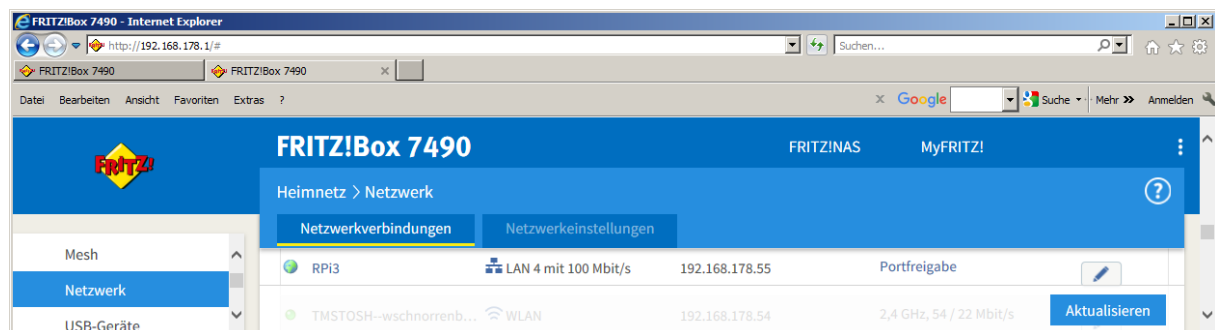 FRITZ!Box 7490 - Internet Explorer
http://192.168.178.1/#
Suchen...
FRITZ!Box 7490
FRITZ!Box 7490
Datei Bearbeiten Ansicht Favoriten Extras ?
x Google Suche Mehr » Anmelden
FRITZ!
FRITZ!Box 7490
FRITZ!NAS MyFRITZ!
Heimnetz > Netzwerk
Netzwerkverbindungen Netzwerkeinstellungen
Mesh
Netzwerk
USB-Geräte
RPi3 LAN 4 mit 100 Mbit/s 192.168.178.55 Portfreigabe
TMSTOSH--wschnorrenb... WLAN 192.168.178.54 2,4 GHz, 54 / 22 Mbit/s
Aktualisieren